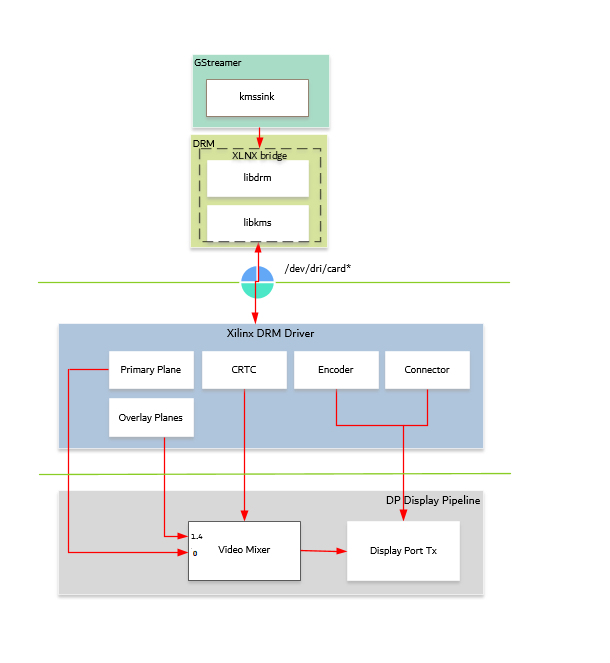 GStreamer
kmssink
DRM
XLNX bridge
libdrm
libkms
/dev/dri/card*
Xilinx DRM Driver
Primary Plane
CRTC
Encoder
Connector
Overlay Planes
DP Display Pipeline
1..4
0
Video Mixer
Display Port Tx